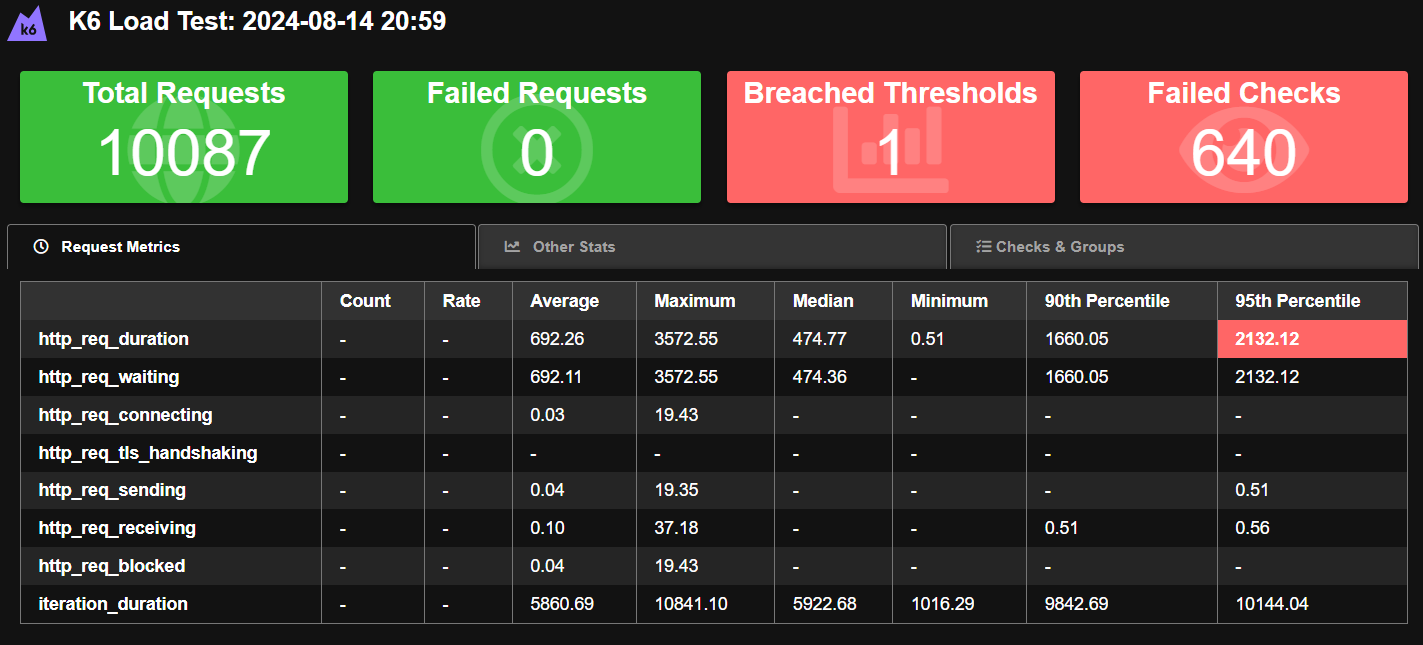 k6 K6 Load Test: 2024-08-14 20:59
Total Requests Failed Requests Breached Thresholds Failed Checks
10087 0 1 640
Request Metrics Other Stats Checks & Groups
Count Rate Average Maximum Median Minimum 90th Percentile 95th Percentile
http_req_duration - - 692.26 3572.55 474.77 0.51 1660.05 2132.12
http_req_waiting - - 692.11 3572.55 474.36 - 1660.05 2132.12
http_req_connecting - - 0.03 19.43 - - - -
http_req_tls_handshaking - - - - - - - -
http_req_sending - - 0.04 19.35 - - - 0.51
http_req_receiving - - 0.10 37.18 - - 0.51 0.56
http_req_blocked - - 0.04 19.43 - - - -
iteration_duration - - 5860.69 10841.10 5922.68 1016.29 9842.69 10144.04